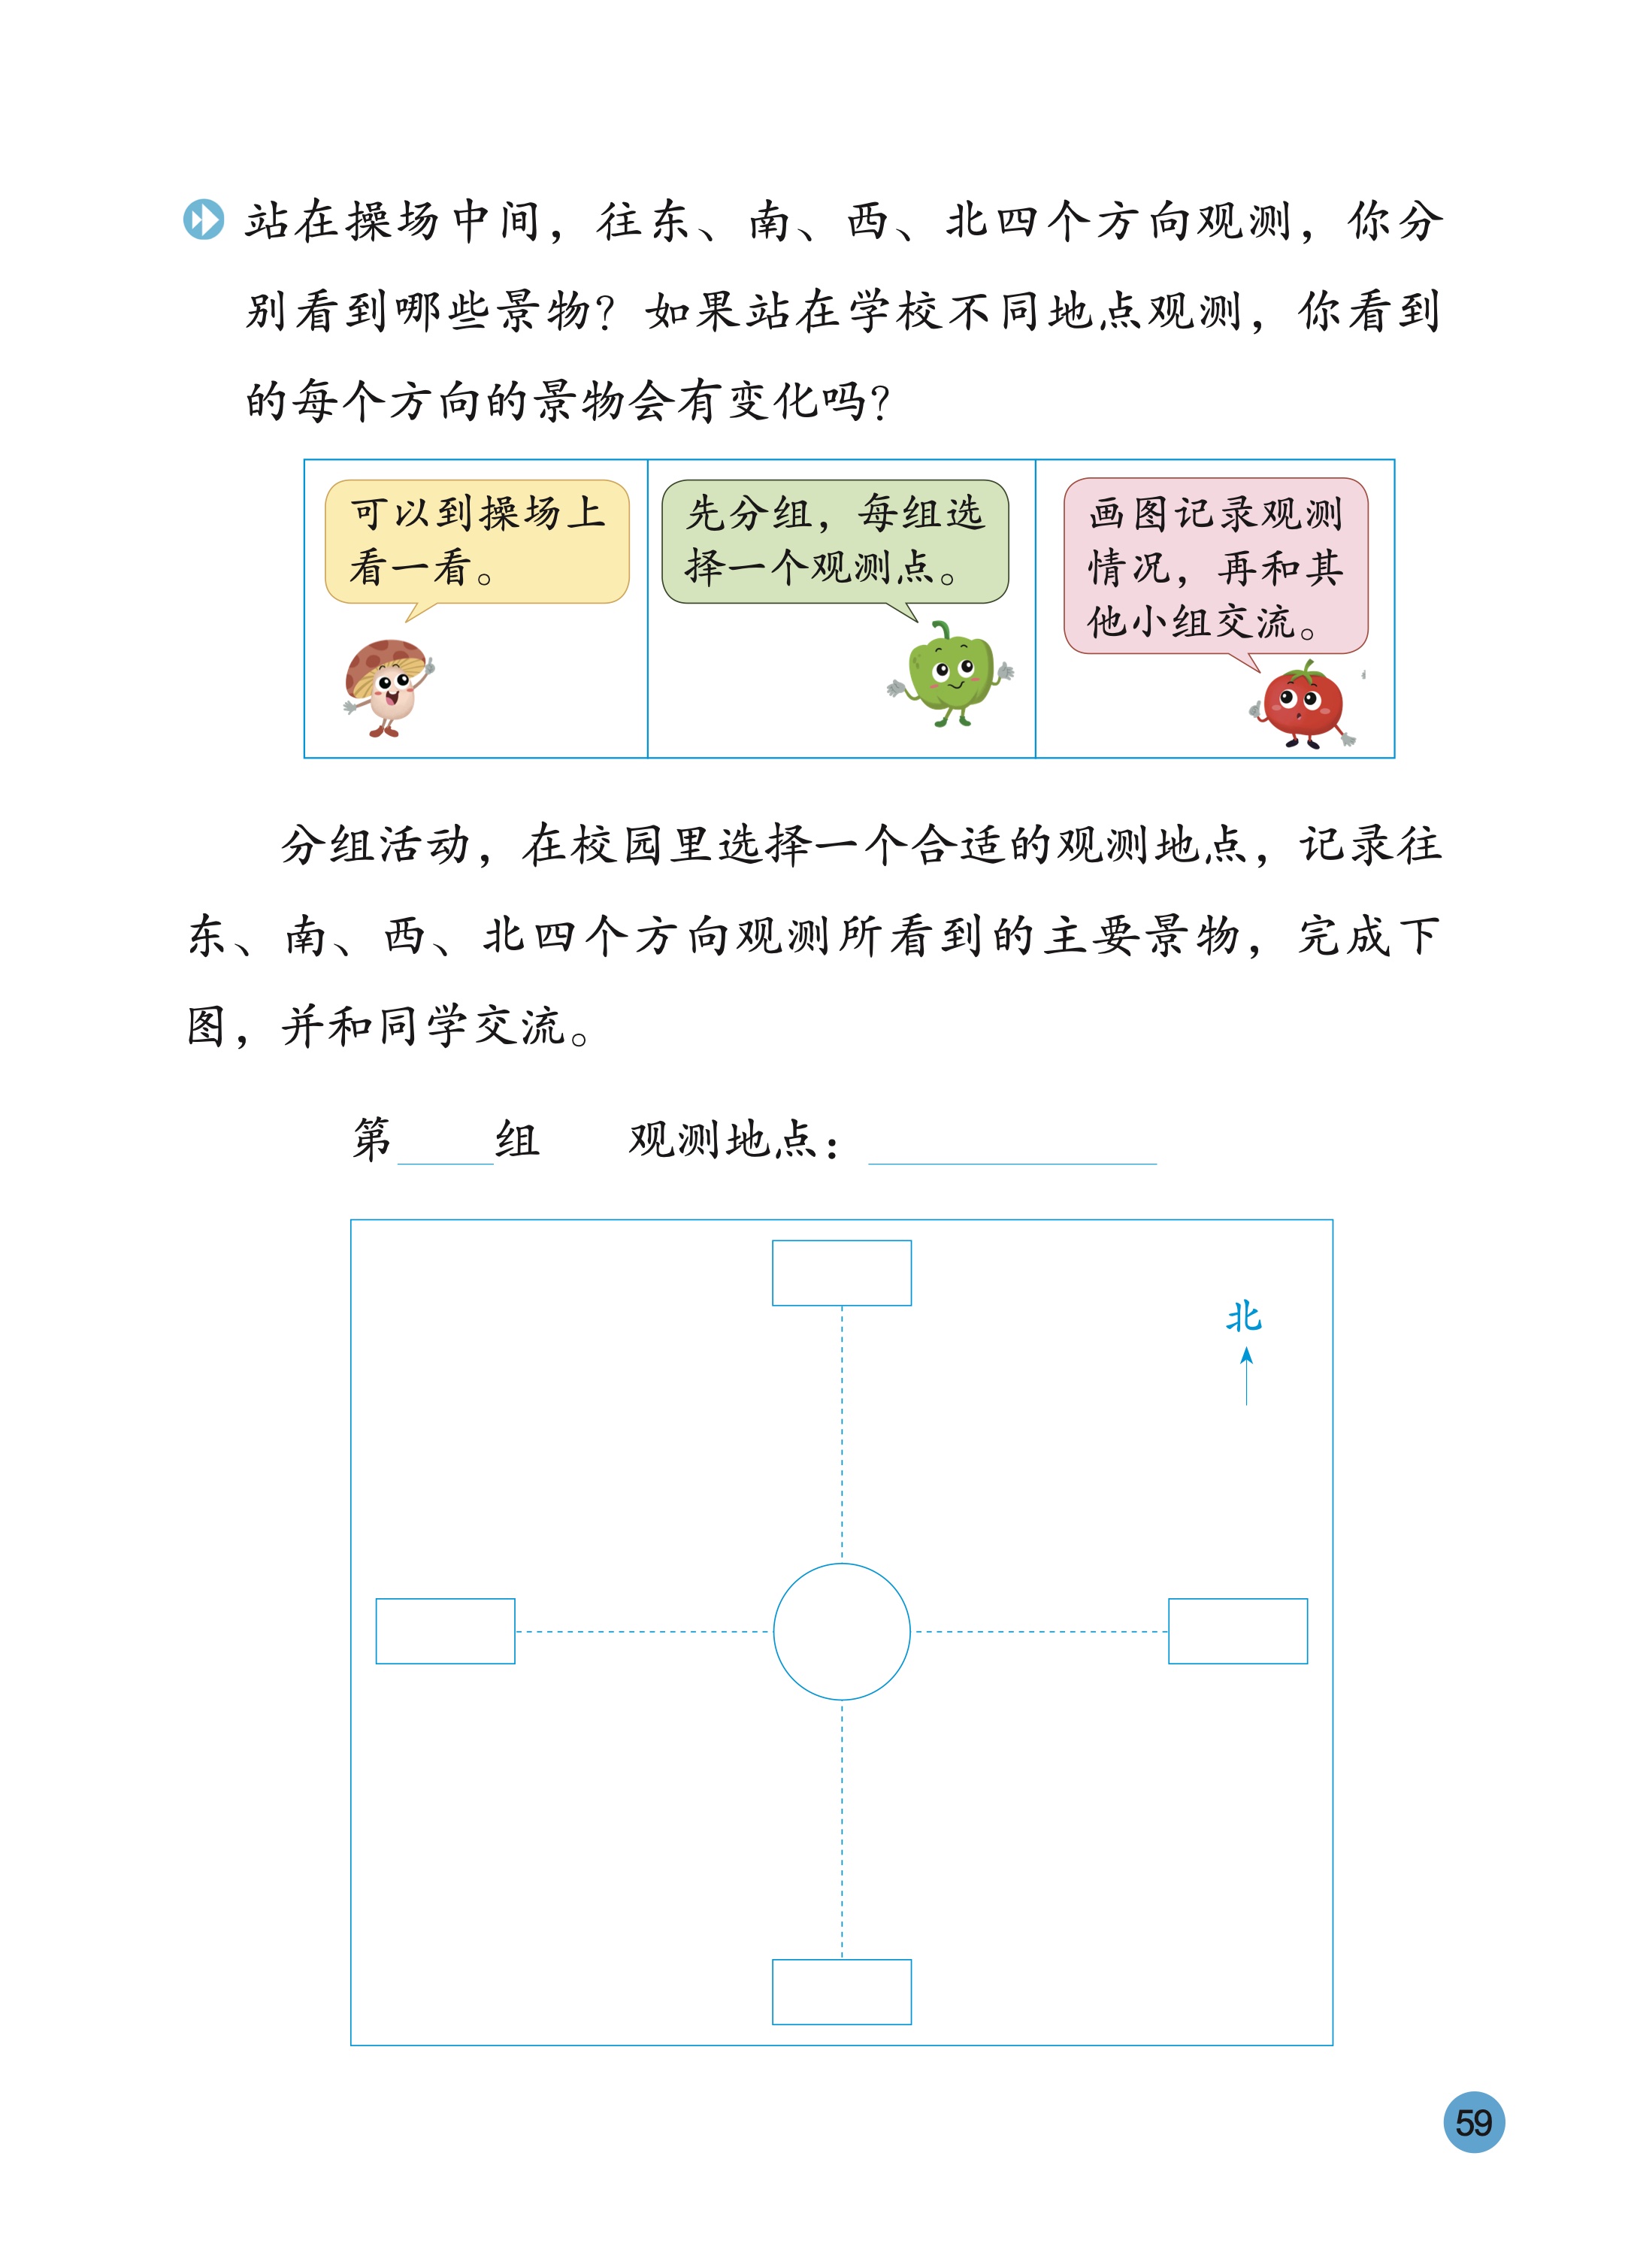 站在操场中间，往东、南、西、北四个方向观测，你分
别看到哪些景物？如果站在学校不同地点观测，你看到
的每个方向的景物会有变化吗？
可以到操场上
看一看。
先分组，每组选
择一个观测点。
画图记录观测
情况，再和其
他小组交流。
分组活动，在校园里选择一个合适的观测地点，记录往
东、南、西、北四个方向观测所看到的主要景物，完成下
图，并和同学交流。
第____组 观测地点：____________
北
59